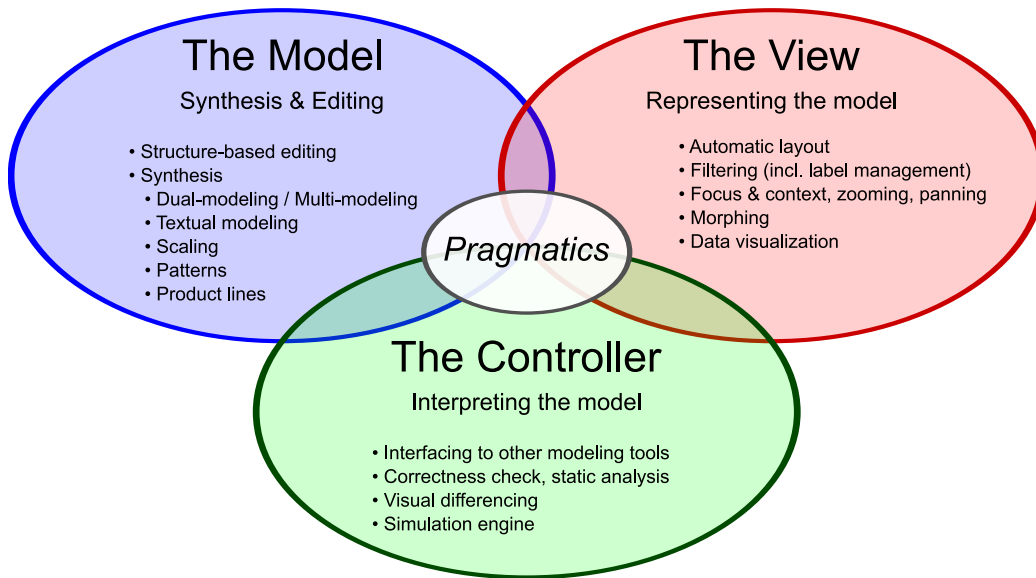 The Model
Synthesis & Editing
• Structure-based editing
• Synthesis
• Dual-modeling / Multi-modeling
• Textual modeling
• Scaling
• Patterns
• Product lines
The View
Representing the model
• Automatic layout
• Filtering (incl. label management)
• Focus & context, zooming, panning
• Morphing
• Data visualization
Pragmatics
The Controller
Interpreting the model
• Interfacing to other modeling tools
• Correctness check, static analysis
• Visual differencing
• Simulation engine